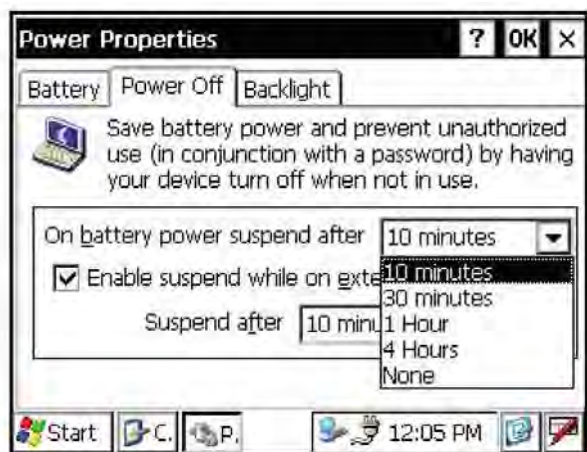 Power Properties ? OK ×
Battery Power Off Backlight
Save battery power and prevent unauthorized
use (in conjunction with a password) by having
your device turn off when not in use.
On battery power suspend after 10 minutes
10 minutes
Enable suspend while on
30 minutes
1 Hour
Suspend after 10
4 Hours
None
Start C. P. 12:05 PM